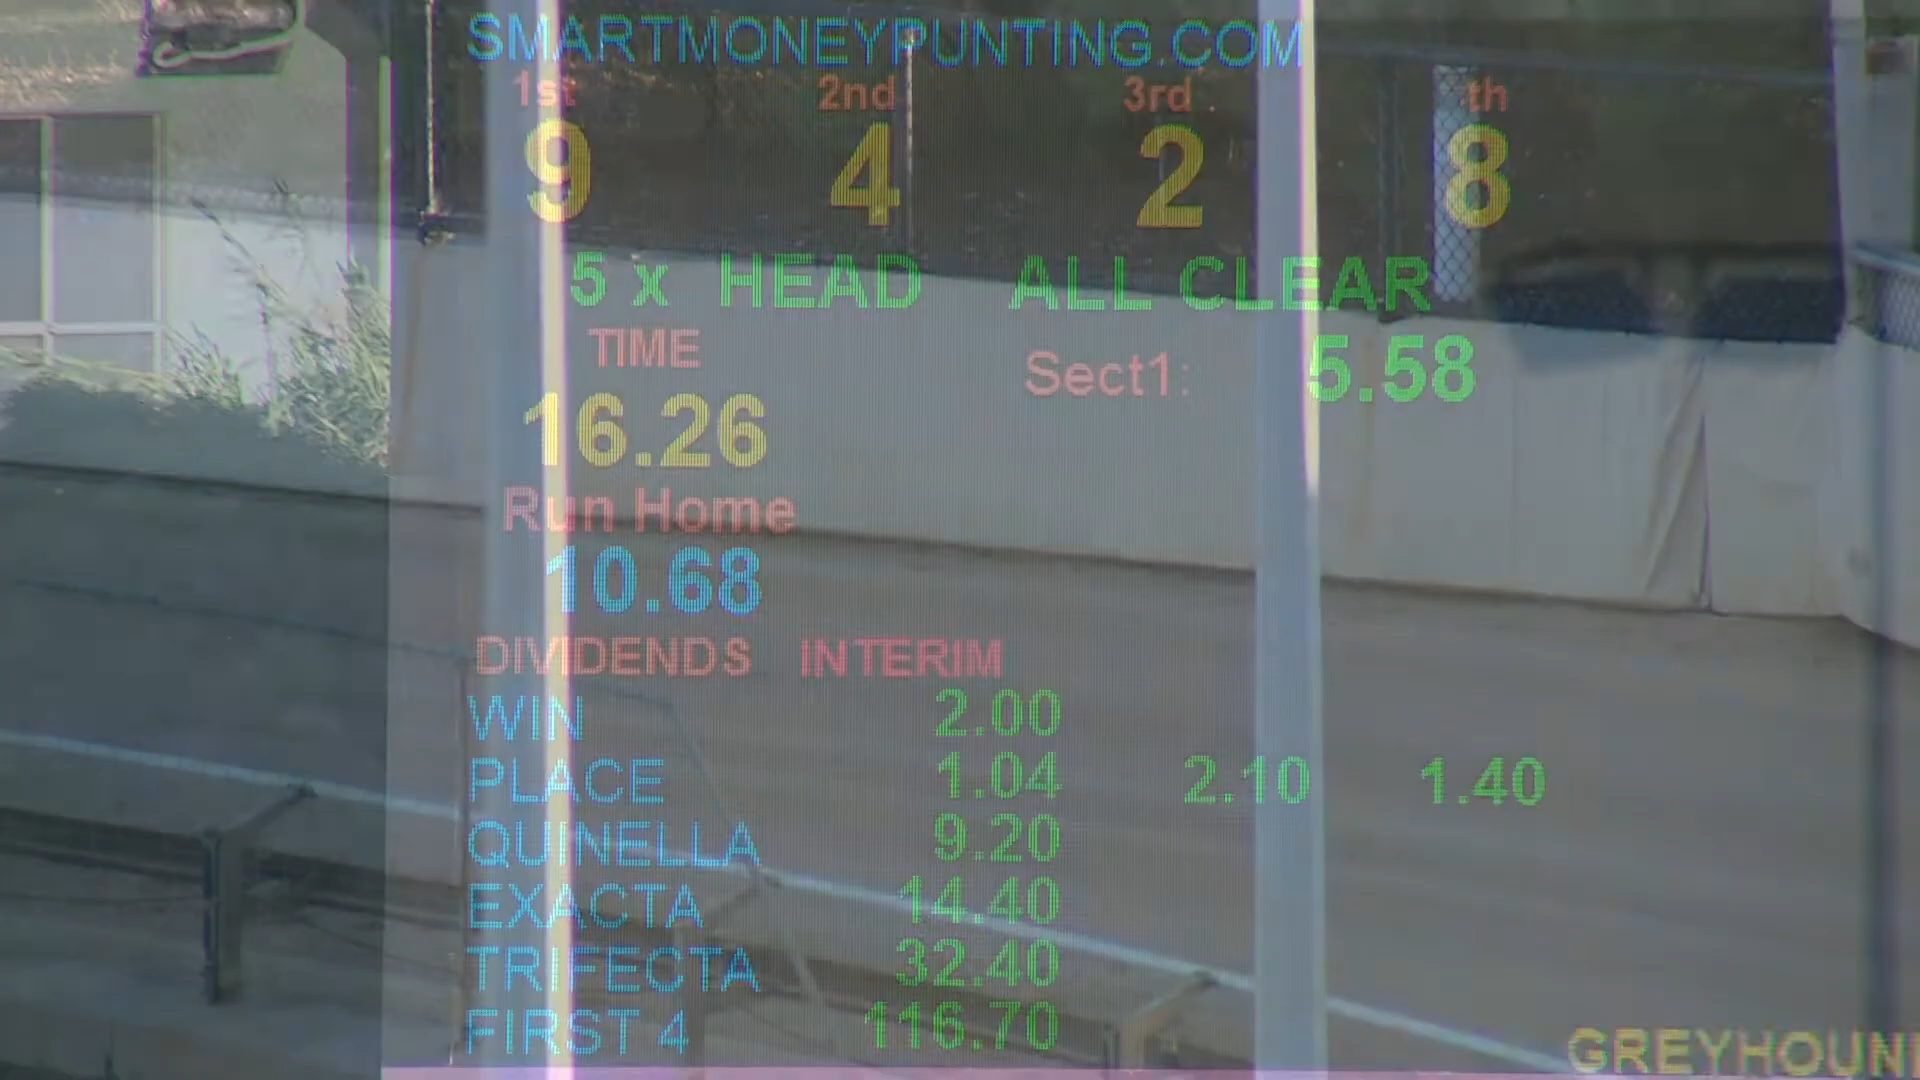 SMARTMONEYPUNTING.COM
1st 2nd 3rd th
9 4 2 8
5 x HEAD ALL CLEAR
TIME Sect1: 5.58
16.26
Run Home
10.68
DIVIDENDS INTERIM
WIN 2.00
PLACE 1.04 2.10 1.40
QUINELLA 9.20
EXACTA 14.40
TRIFECTA 32.40
FIRST 4 116.70
GREYHOUN